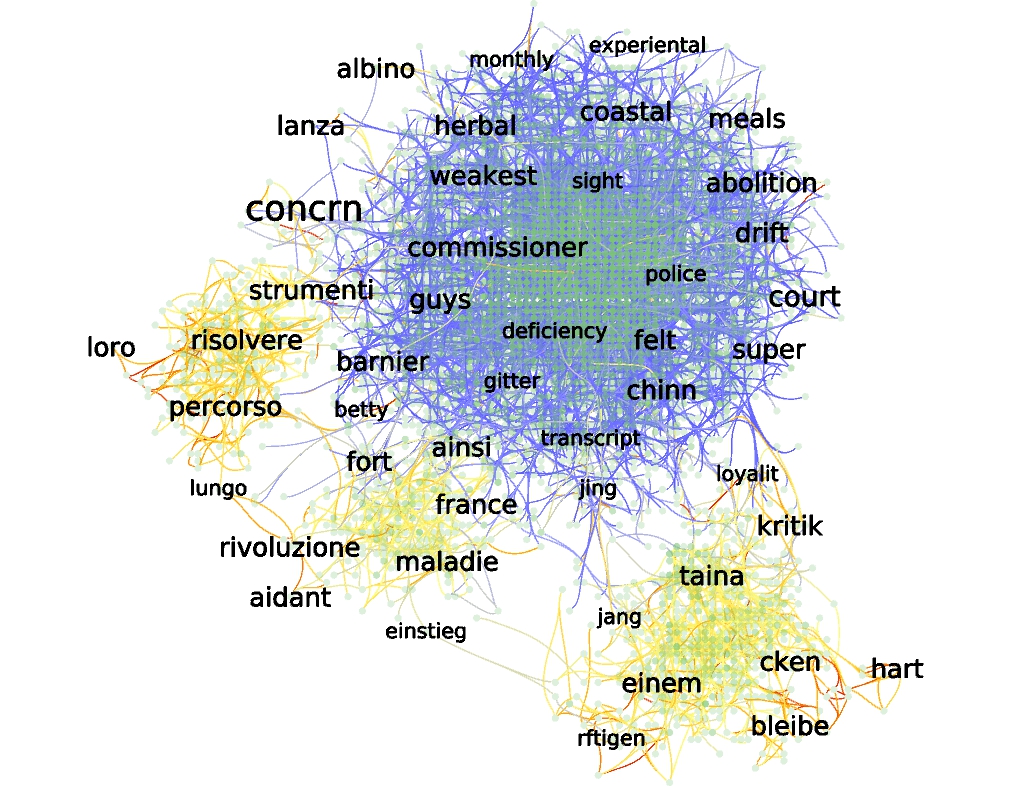 experiental
monthly
albino
coastal
meals
lanza
herbal
weakest
sight
abolition
concrn
drift
commissioner
police
strumenti
guys
court
deficiency
felt
loro
risolvere
super
barnier
gitter
chinn
percorso
betty
transcript
ainsi
fort
loyalit
lungo
jing
france
kritik
rivoluzione
maladie
taina
aidant
jang
einstieg
cken
hart
einem
bleibe
rftigen